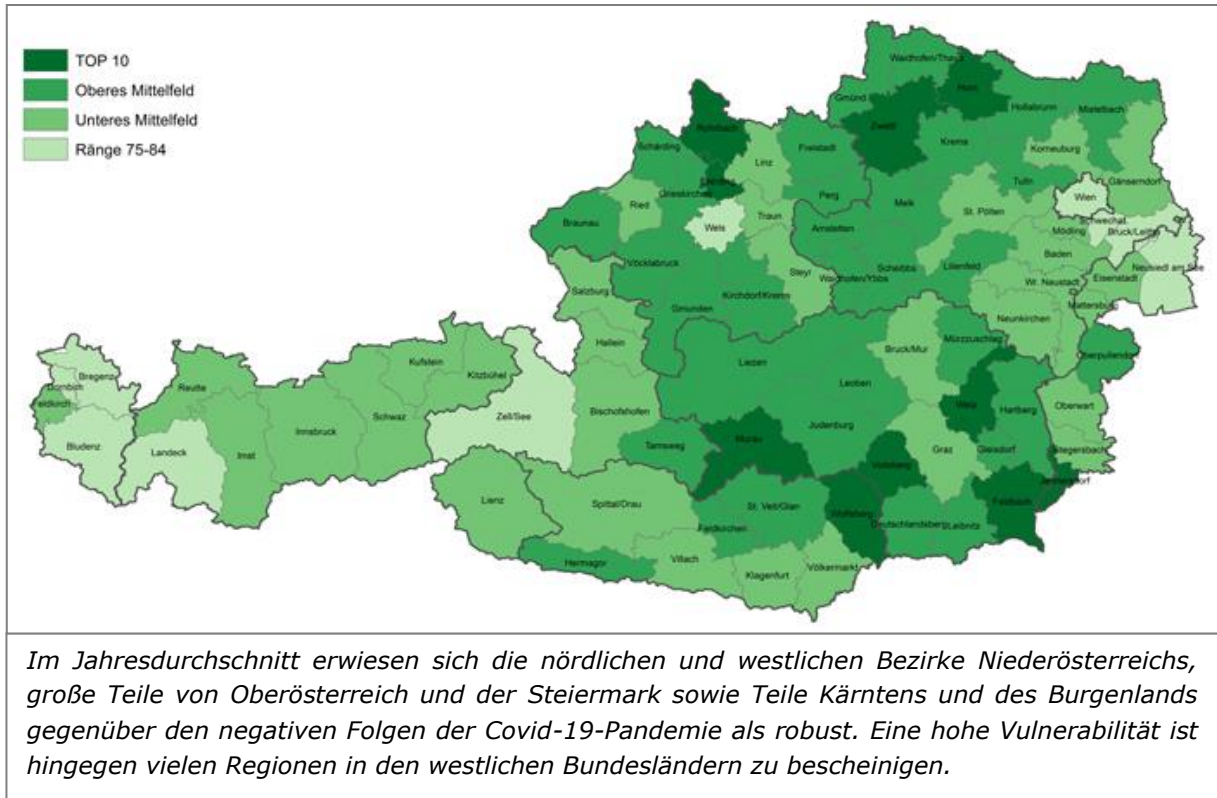 TOP 10
Oberes Mittelfeld
Unteres Mittelfeld
Ränge 75-84
Waidhofen/Thaya
Horn
Gmünd
Hollabrunn
Mistelbach
Zwettl
Rohrbach
Krems
Korneuburg
Schärding
Freistadt
Linz
Gänserndorf
Eferding
Grieskirchen
Tulln
Wien
Perg
Melk
St. Pölten
Ried
Traun
Schwechat
Braunau
Wels
Amstetten
Mödling
Bruck/Leitha
Baden
Vöcklabruck
Steyr
Scheibbs
Lilienfeld
Neusiedl am See
Waidhofen/Ybbs
Eisenstadt
Wr. Neustadt
Salzburg
Kirchdorf/Krems
Mattersburg
Gmunden
Neunkirchen
Hallein
Mürzzuschlag
Bruck/Mur
Kufstein
Liezen
Oberpullendorf
Bregenz
Kitzbühel
Dornbirn
Reutte
Leoben
Feldkirch
Weiz
Hartberg
Oberwart
Schwaz
Zell/See
Bischofshofen
Innsbruck
Judenburg
Tamsweg
Murau
Bludenz
Landeck
Imst
Graz
Gleisdorf
Stegersbach
Voitsberg
Jennersdorf
Lienz
Spittal/Drau
St. Veit/Glan
Wolfsberg
Feldbach
Feldkirchen
Deutschlandsberg
Leibnitz
Hermagor
Villach
Völkermarkt
Klagenfurt
Im Jahresdurchschnitt erwiesen sich die nördlichen und westlichen Bezirke Niederösterreichs,
große Teile von Oberösterreich und der Steiermark sowie Teile Kärntens und des Burgenlands
gegenüber den negativen Folgen der Covid-19-Pandemie als robust. Eine hohe Vulnerabilität ist
hingegen vielen Regionen in den westlichen Bundesländern zu bescheinigen.